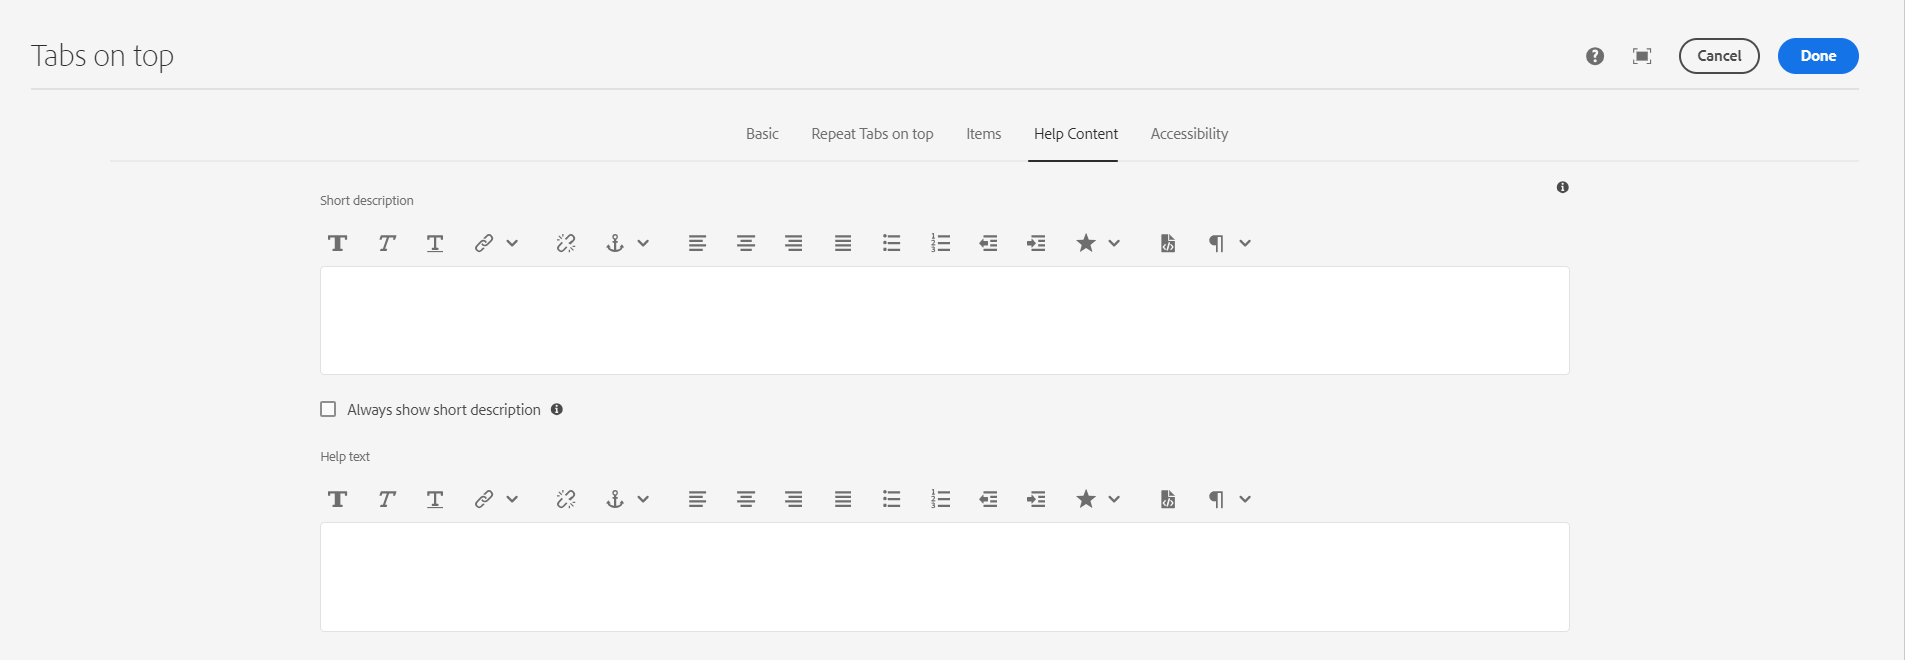 Tabs on top
Cancel
Done
Basic
Repeat Tabs on top
Items
Help Content
Accessibility
Short description
Always show short description
Help text